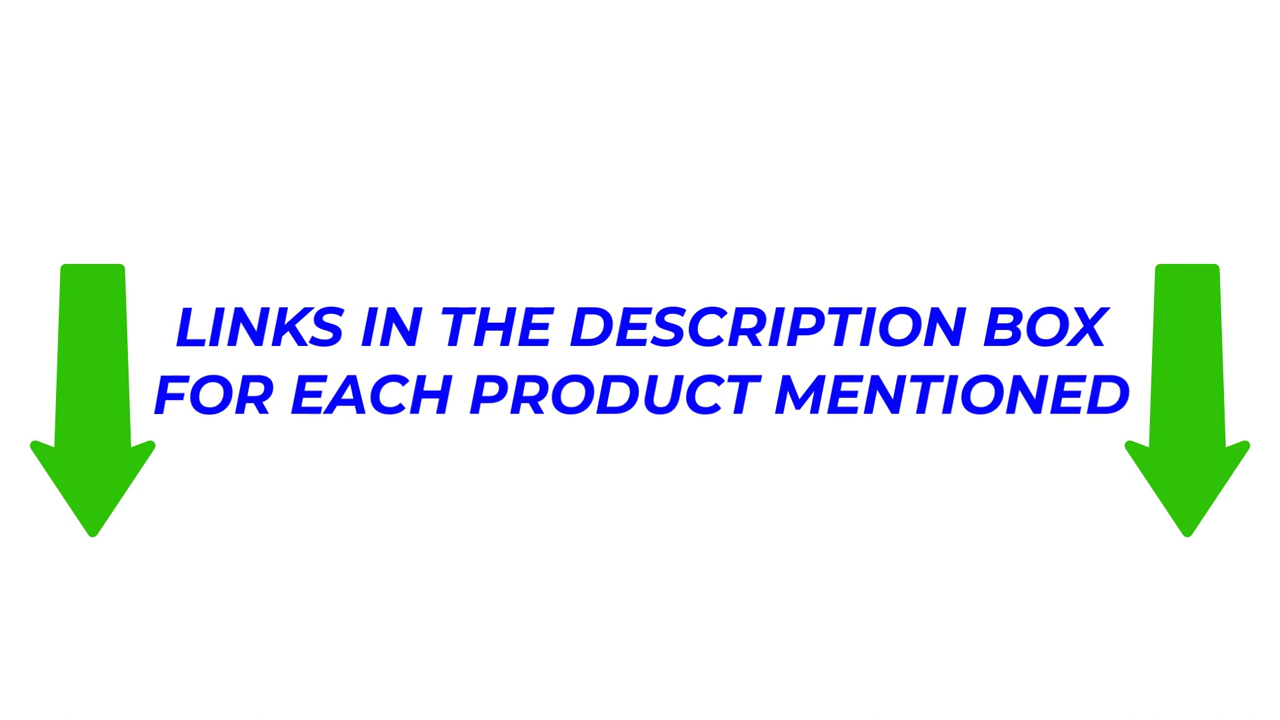 LINKS IN THE DESCRIPTION BOX
FOR EACH PRODUCT MENTIONED